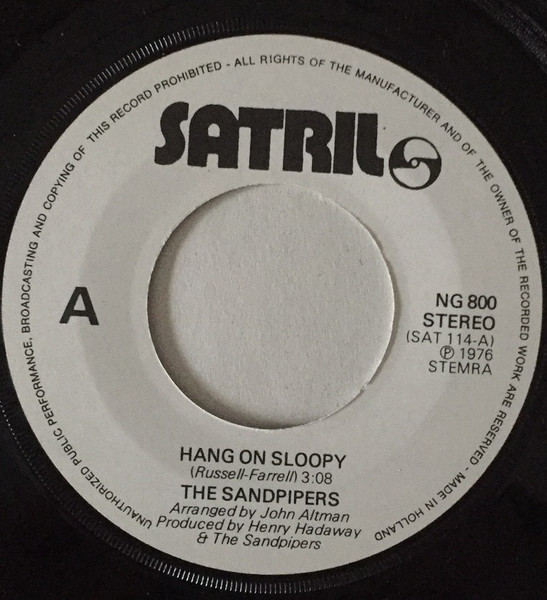 UNAUTHORIZED PUBLIC PERFORMANCE, BROADCASTING AND COPYING OF THIS RECORD PROHIBITED - ALL RIGHTS OF THE MANUFACTURER AND OF THE OWNER OF THE RECORDED WORK ARE RESERVED - MADE IN HOLLAND
SATRIL
A
NG 800
STEREO
(SAT 114-A)
℗ 1976
STEMRA
HANG ON SLOOPY
(Russell-Farrell) 3:08
THE SANDPIPERS
Arranged by John Altman
Produced by Henry Hadaway
& The Sandpipers